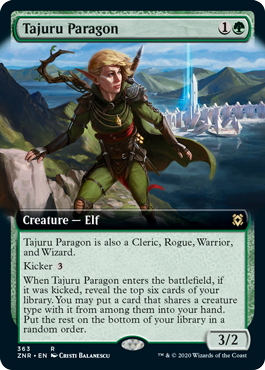 Tajuru Paragon 1
Creature — Elf
Tajuru Paragon is also a Cleric, Rogue, Warrior,
and Wizard.
Kicker 3
When Tajuru Paragon enters the battlefield, if
it was kicked, reveal the top six cards of your
library. You may put a card that shares a creature
type with it from among them into your hand.
Put the rest on the bottom of your library in a
random order.
3/2
363 R
ZNR • EN CRISTI BALANESCU
™ & © 2020 Wizards of the Coast